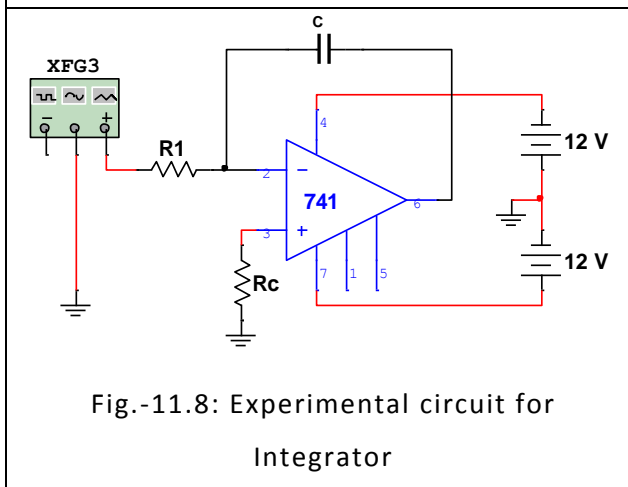 C
XFG3
R1
4
12 V
2
741
6
3
Rc
7
1
5
12 V
Fig.-11.8: Experimental circuit for
Integrator